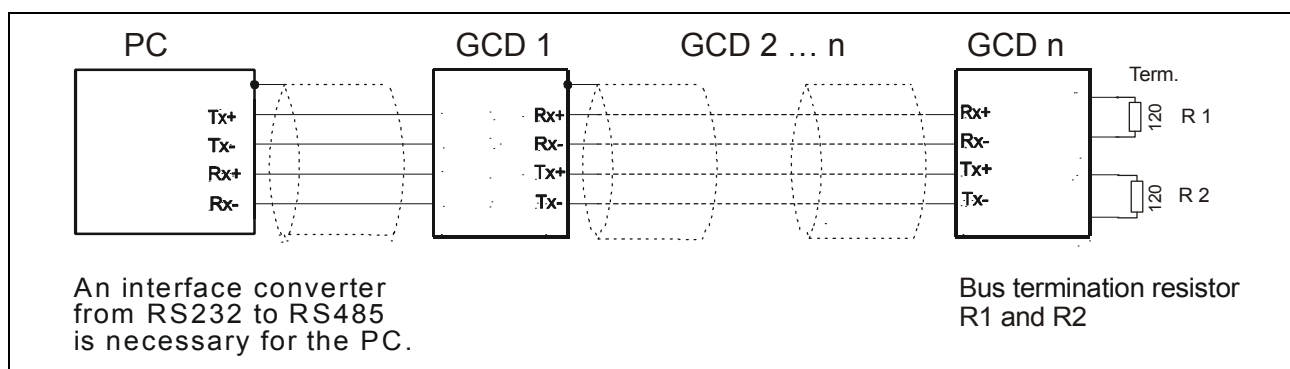 PC
GCD 1
GCD 2 ... n
GCD n
Term.
Tx+
Tx-
Rx+
Rx-
Rx+
Rx-
Tx+
Tx-
Rx+
Rx-
Tx+
Tx-
120
R 1
120
R 2
An interface converter
from RS232 to RS485
is necessary for the PC.
Bus termination resistor
R1 and R2